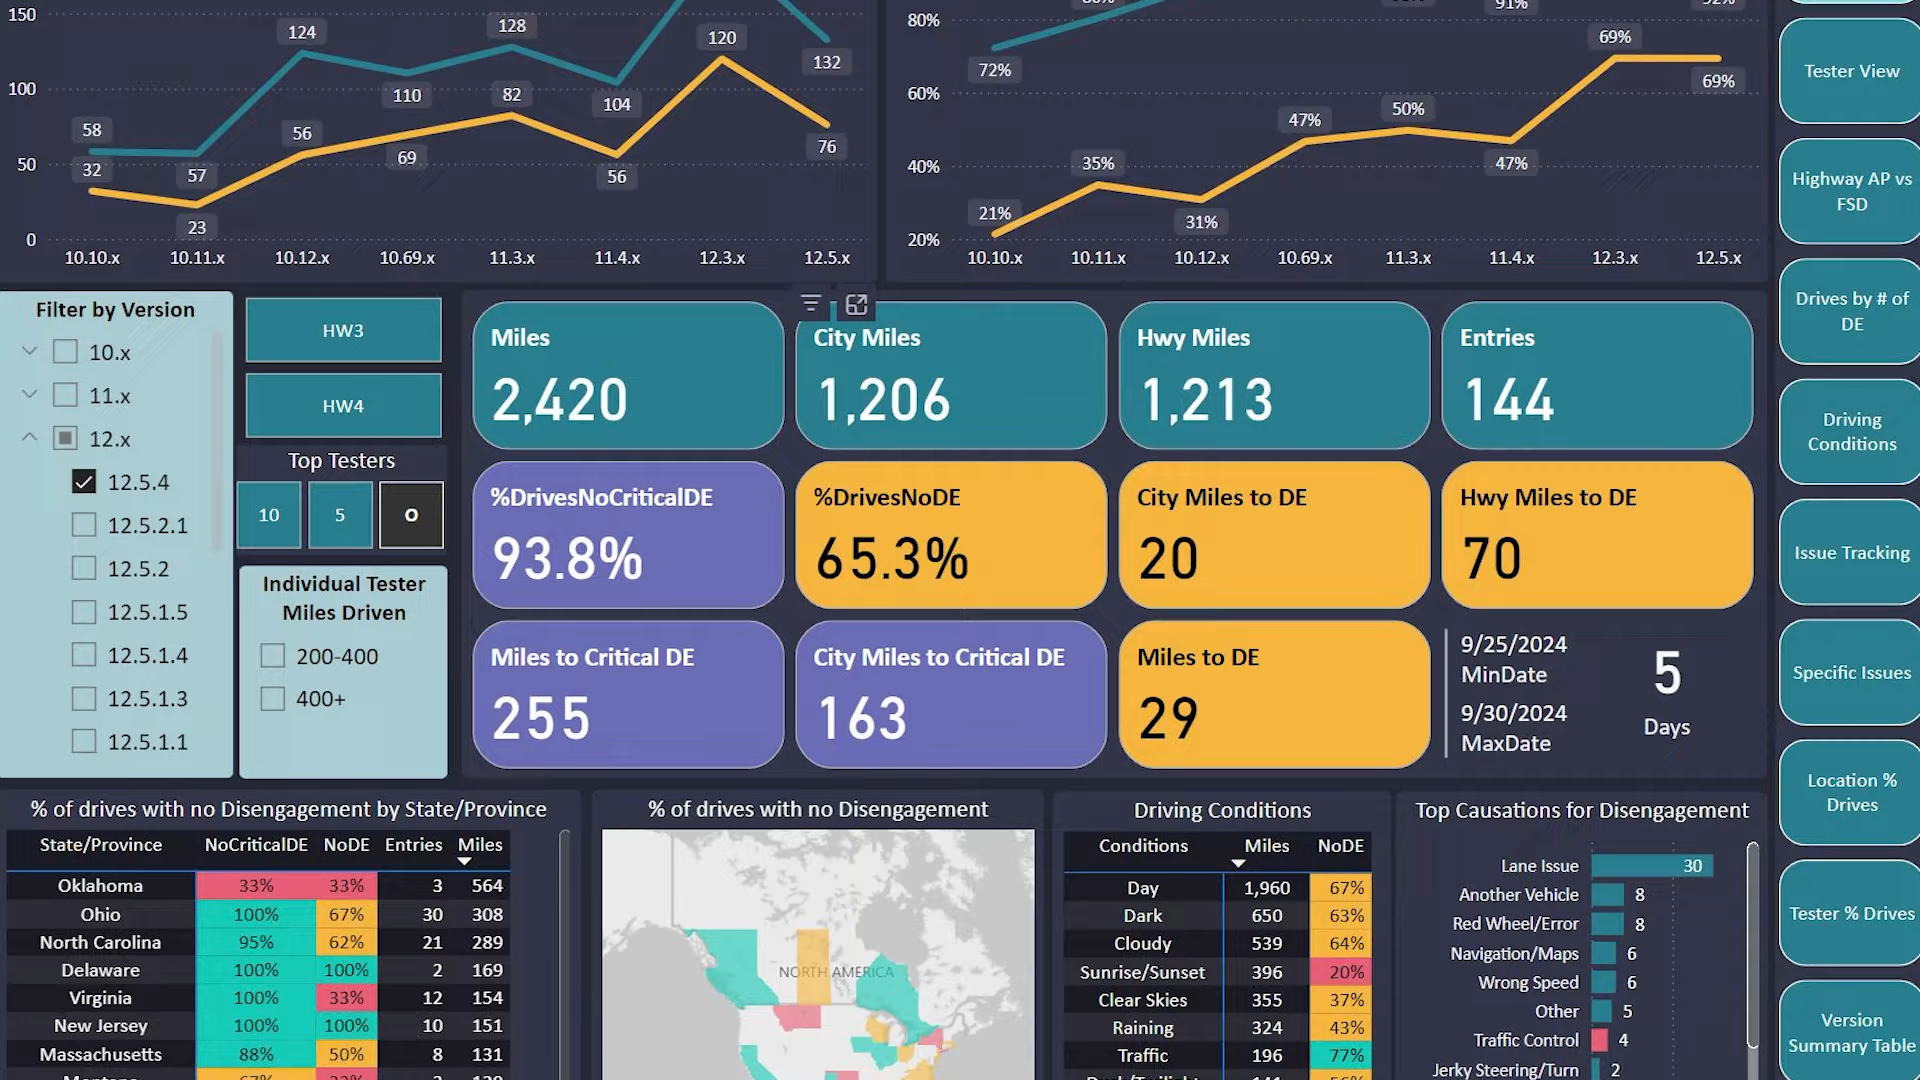 150
124
128
120
132
100
110
82
104
58
56
76
50
32
57
69
56
23
0
10.10.x 10.11.x 10.12.x 10.69.x 11.3.x 11.4.x 12.3.x 12.5.x
80%
91%
72%
69%
69%
60%
47%
50%
47%
40%
35%
21%
31%
20%
10.10.x 10.11.x 10.12.x 10.69.x 11.3.x 11.4.x 12.3.x 12.5.x
Tester View
Highway AP vs
FSD
Drives by # of
DE
Driving
Conditions
Issue Tracking
Specific Issues
Location %
Drives
Tester % Drives
Version
Summary Table
Filter by Version
10.x
11.x
12.x
12.5.4
12.5.2.1
12.5.2
12.5.1.5
12.5.1.4
12.5.1.3
12.5.1.1
HW3
HW4
Top Testers
10 5 O
Individual Tester
Miles Driven
200-400
400+
Miles
2,420
City Miles
1,206
Hwy Miles
1,213
Entries
144
%DrivesNoCriticalDE
93.8%
%DrivesNoDE
65.3%
City Miles to DE
20
Hwy Miles to DE
70
Miles to Critical DE
255
City Miles to Critical DE
163
Miles to DE
29
9/25/2024
MinDate
9/30/2024
MaxDate
5
Days
% of drives with no Disengagement by State/Province
State/Province NoCriticalDE NoDE Entries Miles
Oklahoma 33% 33% 3 564
Ohio 100% 67% 30 308
North Carolina 95% 62% 21 289
Delaware 100% 100% 2 169
Virginia 100% 33% 12 154
New Jersey 100% 100% 10 151
Massachusetts 88% 50% 8 131
% of drives with no Disengagement
NORTH AMERICA
Driving Conditions
Conditions Miles NoDE
Day 1,960 67%
Dark 650 63%
Cloudy 539 64%
Sunrise/Sunset 396 20%
Clear Skies 355 37%
Raining 324 43%
Traffic 196 77%
Top Causations for Disengagement
Lane Issue 30
Another Vehicle 8
Red Wheel/Error 8
Navigation/Maps 6
Wrong Speed 6
Other 5
Traffic Control 4
Jerky Steering/Turn 2